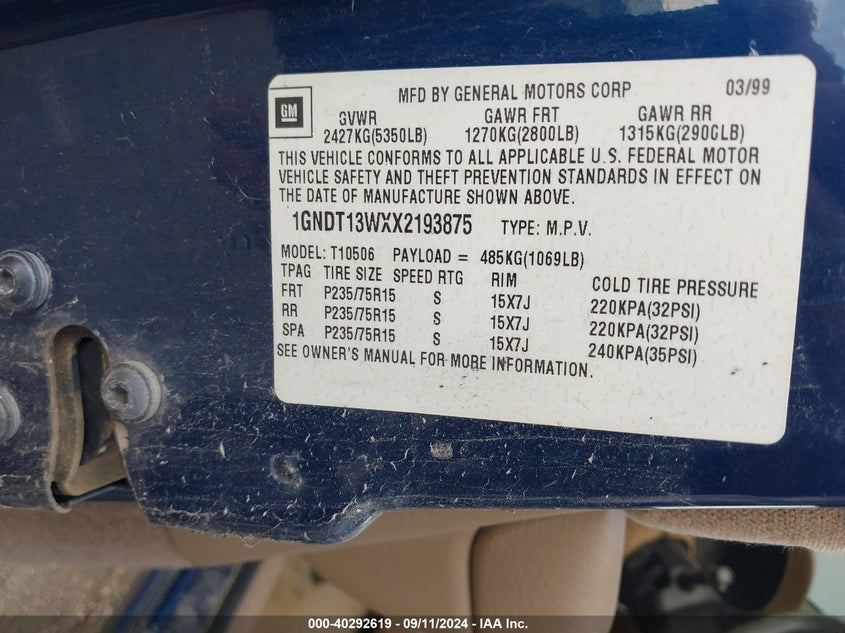 GM
MFD BY GENERAL MOTORS CORP 03/99
GVWR GAWR FRT GAWR RR
2427KG(5350LB) 1270KG(2800LB) 1315KG(2900LB)
THIS VEHICLE CONFORMS TO ALL APPLICABLE U.S. FEDERAL MOTOR
VEHICLE SAFETY AND THEFT PREVENTION STANDARDS IN EFFECT ON
THE DATE OF MANUFACTURE SHOWN ABOVE.
1GNDT13WXX2193875 TYPE: M.P.V.
MODEL: T10506 PAYLOAD = 485KG(1069LB)
TPAG TIRE SIZE SPEED RTG RIM COLD TIRE PRESSURE
FRT P235/75R15 S 15X7J 220KPA(32PSI)
RR P235/75R15 S 15X7J 220KPA(32PSI)
SPA P235/75R15 S 15X7J 240KPA(35PSI)
SEE OWNER'S MANUAL FOR MORE INFORMATION.
000-40292619 - 09/11/2024 - IAA Inc.